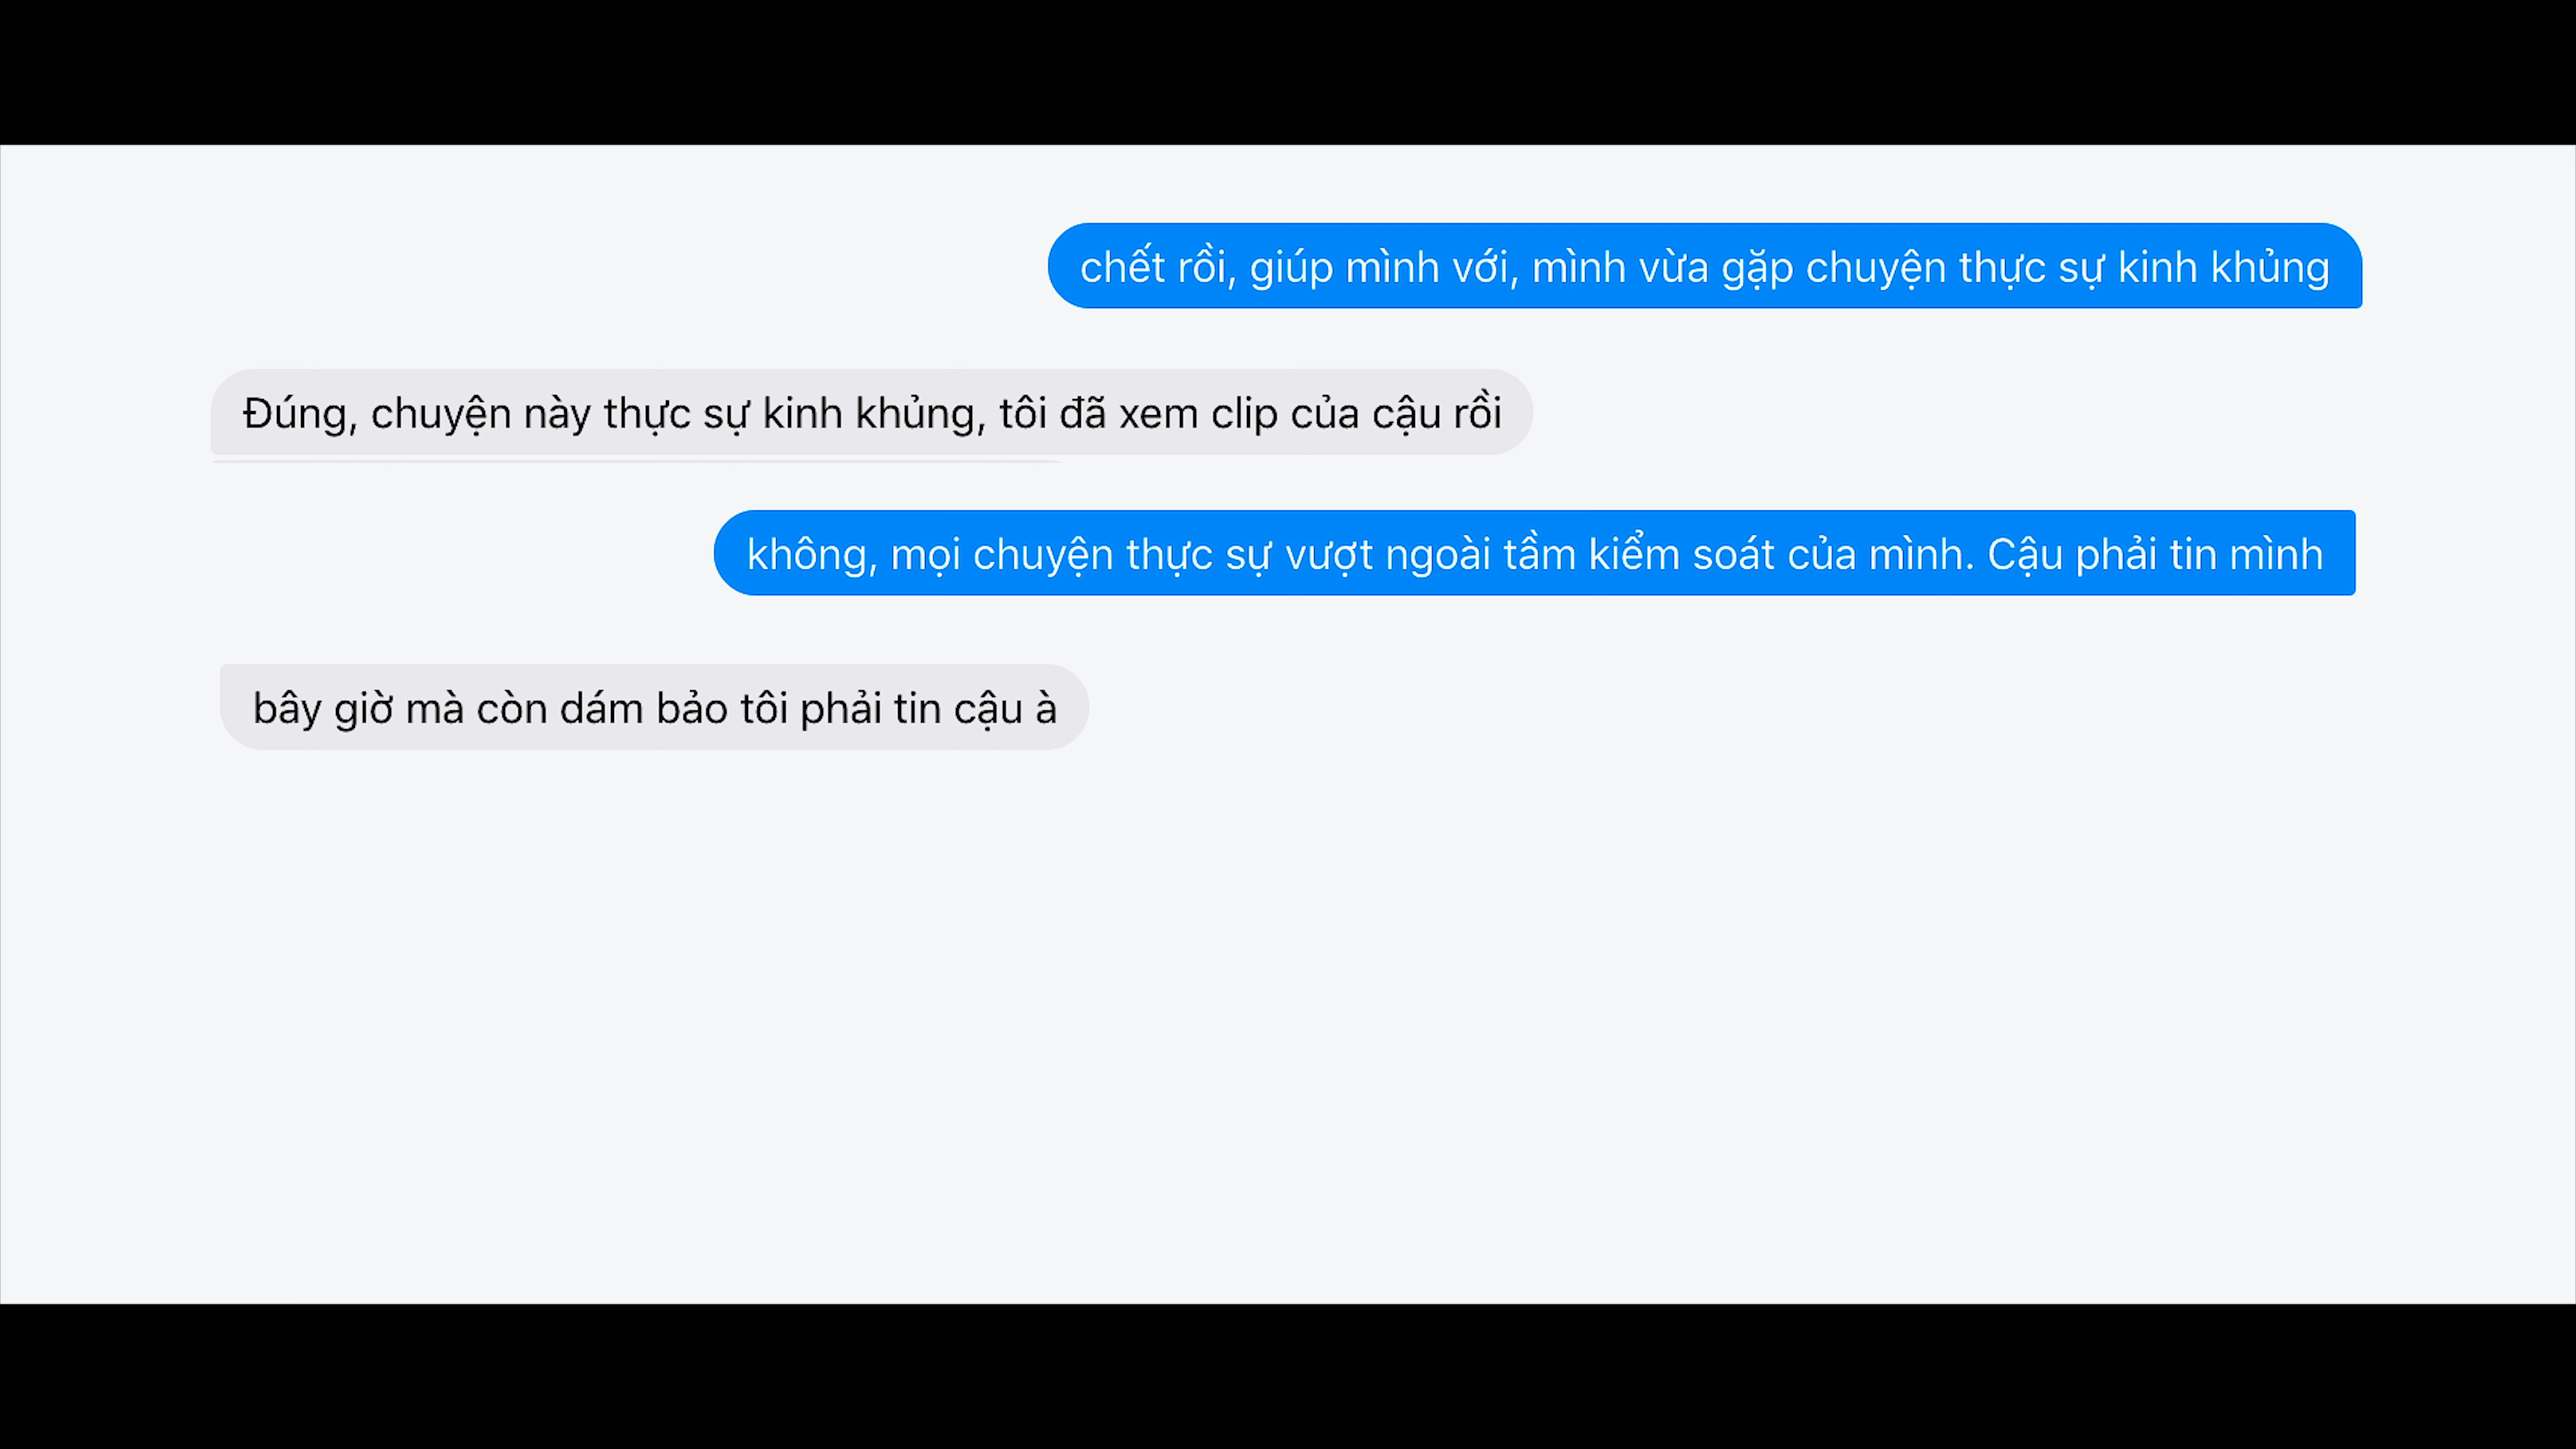 chết rồi, giúp mình với, mình vừa gặp chuyện thực sự kinh khủng
Đúng, chuyện này thực sự kinh khủng, tôi đã xem clip của cậu rồi
không, mọi chuyện thực sự vượt ngoài tầm kiểm soát của mình. Cậu phải tin mình
bây giờ mà còn dám bảo tôi phải tin cậu à